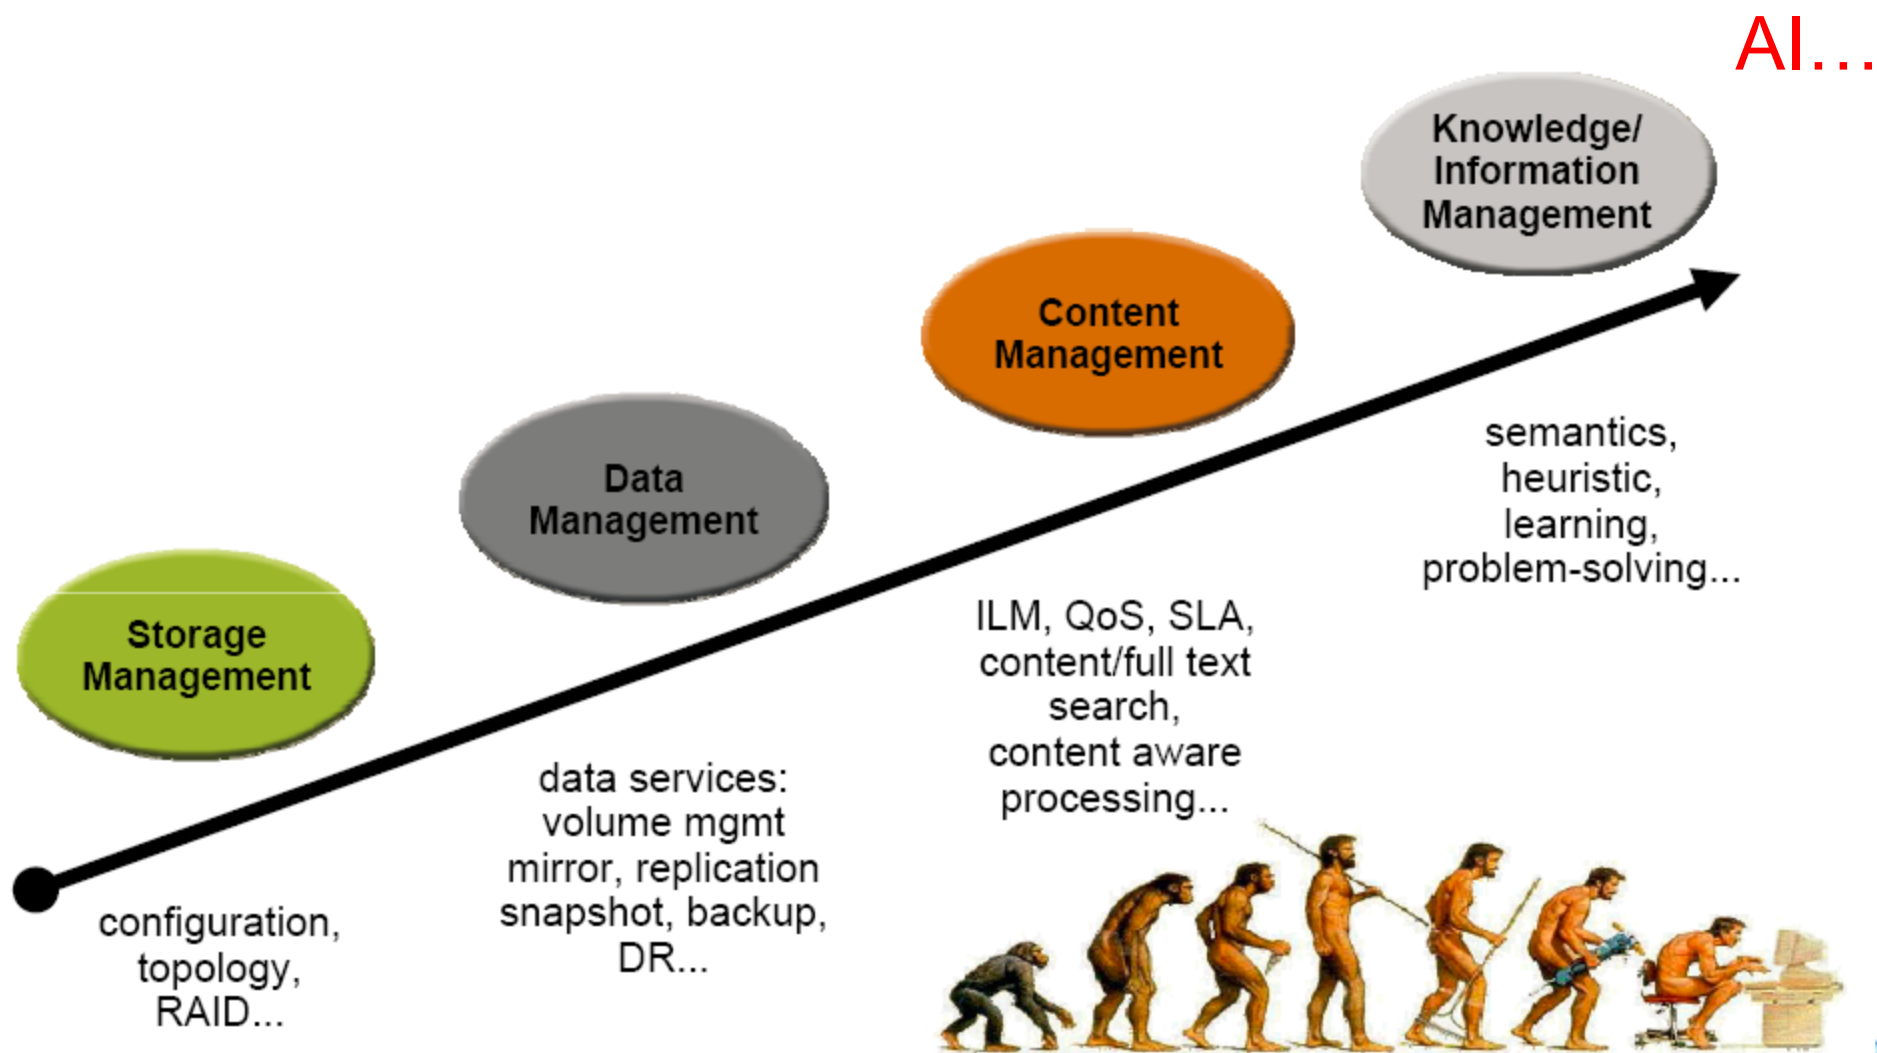 AI...
Knowledge/
Information
Management
Content
Management
Data
Management
Storage
Management
semantics,
heuristic,
learning,
problem-solving...
ILM, QoS, SLA,
content/full text
search,
content aware
processing...
data services:
volume mgmt
mirror, replication
snapshot, backup,
DR...
configuration,
topology,
RAID...